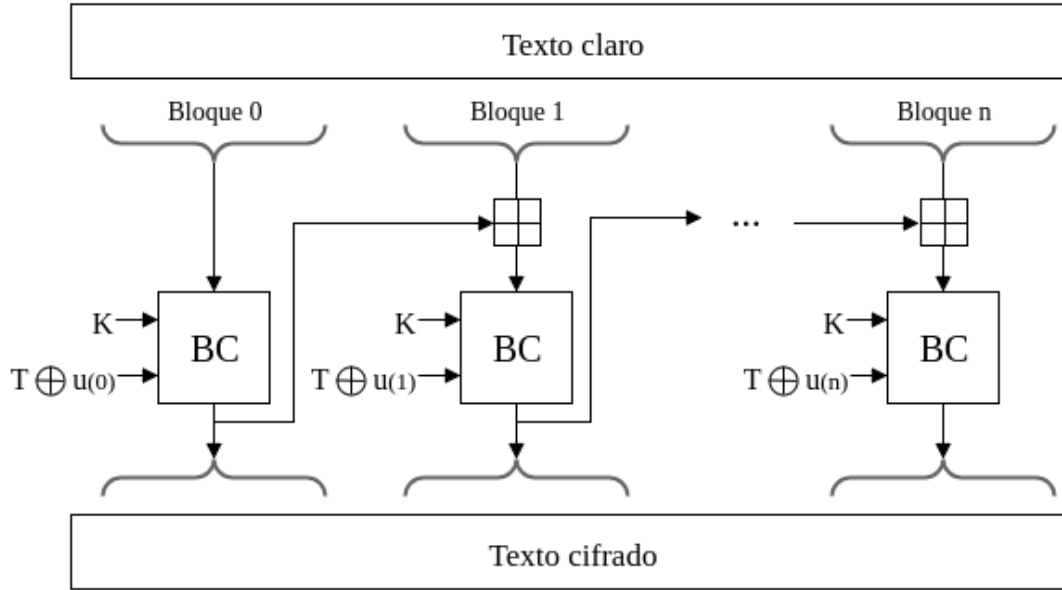 Texto claro
Bloque 0 Bloque 1 Bloque n
...
K BC K BC K BC
T ⊕ u(0) T ⊕ u(1) T ⊕ u(n)
Texto cifrado